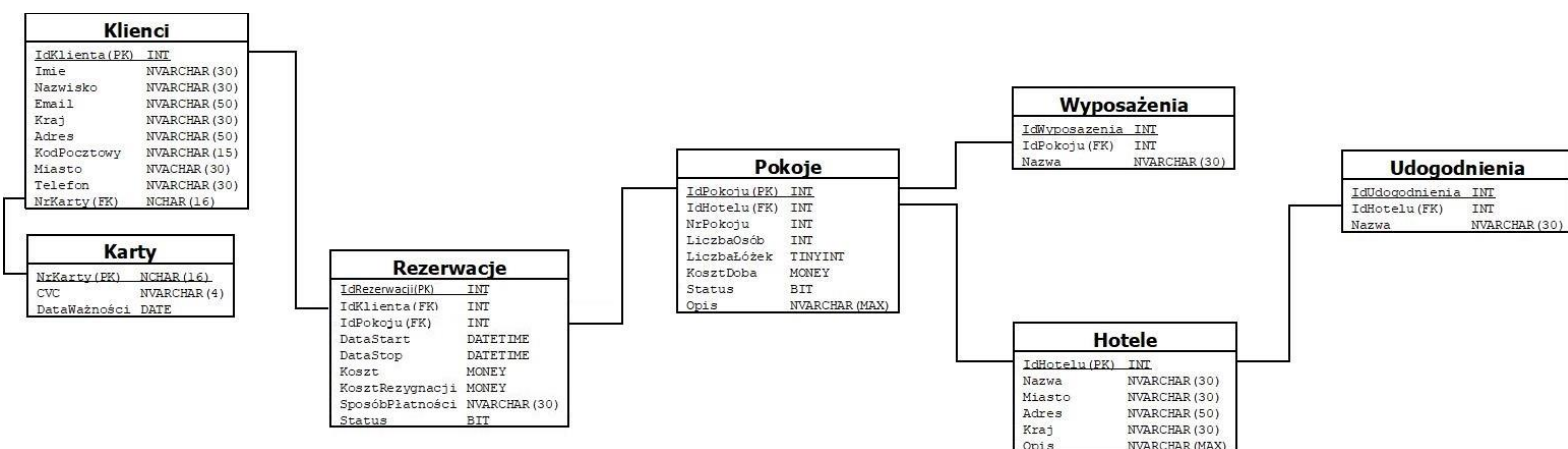 Klienci
IdKlienta(PK) INT
Imie NVARCHAR(30)
Nazwisko NVARCHAR(30)
Email NVARCHAR(50)
Kraj NVARCHAR(30)
Adres NVARCHAR(50)
KodPocztowy NVARCHAR(15)
Miasto NVACHAR(30)
Telefon NVARCHAR(30)
NrKarty(FK) NCHAR(16)
Karty
NrKarty(PK) NCHAR(16)
CVC NVARCHAR(4)
DataWażności DATE
Rezerwacje
IdRezerwacji(PK) INT
IdKlienta(FK) INT
IdPokoju(FK) INT
DataStart DATETIME
DataStop DATETIME
Koszt MONEY
KosztRezygnacji MONEY
SposóbPłatności NVARCHAR(30)
Status BIT
Pokoje
IdPokoju(PK) INT
IdHotelu(FK) INT
NrPokoju INT
LiczbaOsób INT
LiczbaŁóżek TINYINT
KosztDoba MONEY
Status BIT
Opis NVARCHAR(MAX)
Wyposażenia
IdWyposazenia INT
IdPokoju(FK) INT
Nazwa NVARCHAR(30)
Hotele
IdHotelu(PK) INT
Nazwa NVARCHAR(30)
Miasto NVARCHAR(30)
Adres NVARCHAR(50)
Kraj NVARCHAR(30)
Opis NVARCHAR(MAX)
Udogodnienia
IdUdogodnienia INT
IdHotelu(FK) INT
Nazwa NVARCHAR(30)